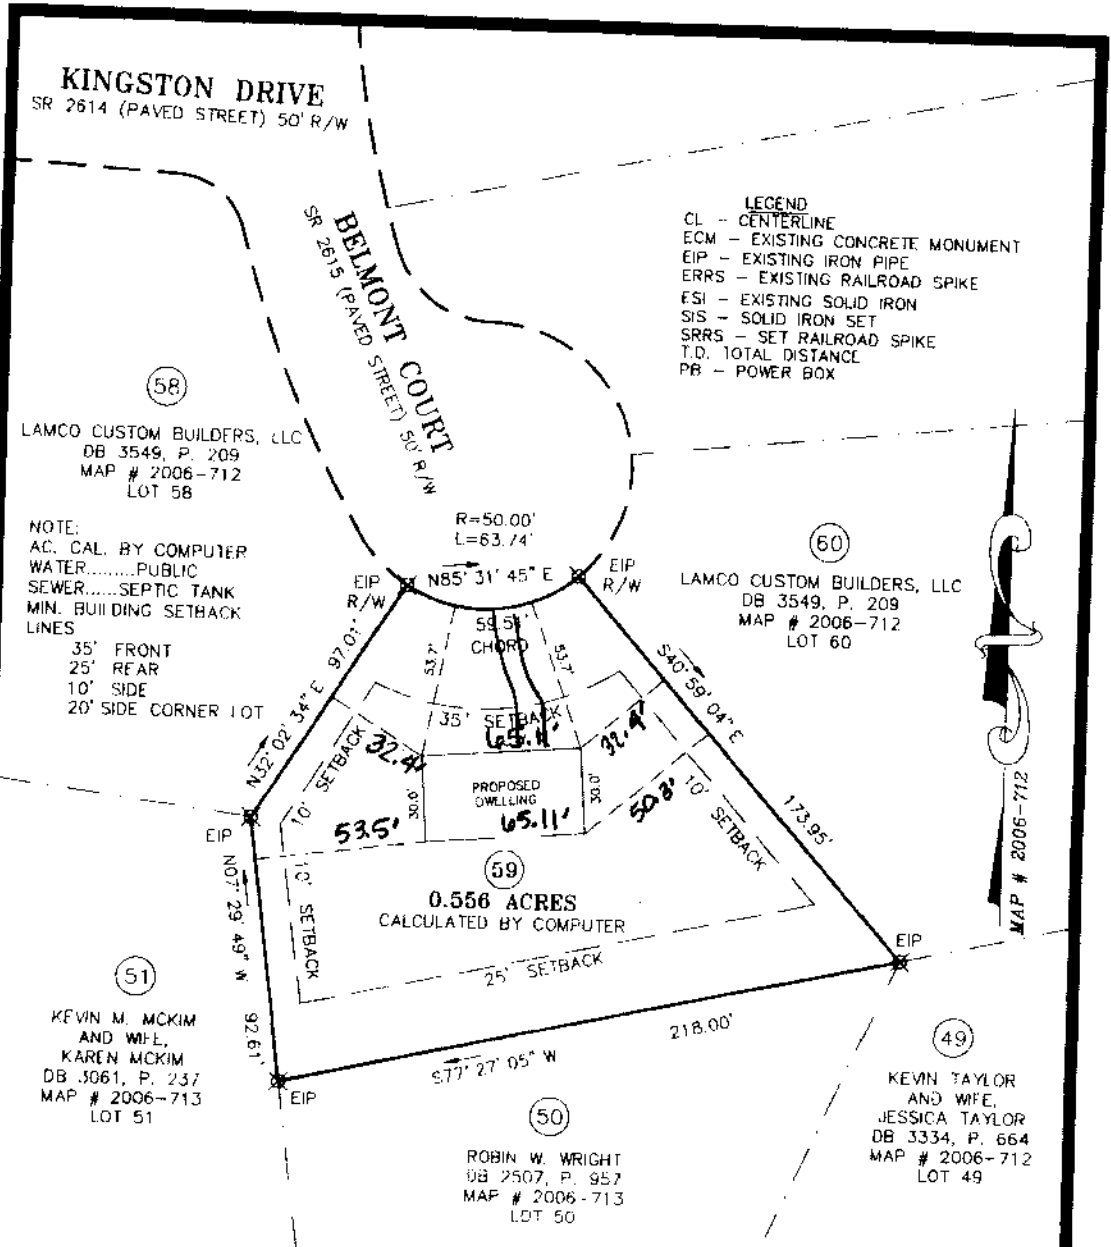 KINGSTON DRIVE
SR 2614 (PAVED STREET) 50' R/W
BELMONT COURT
SR 2615 (PAVED STREET) 50' R/W
LEGEND
CL - CENTERLINE
ECM - EXISTING CONCRETE MONUMENT
EIP - EXISTING IRON PIPE
ERRS - EXISTING RAILROAD SPIKE
ESI - EXISTING SOLID IRON
SIS - SOLID IRON SET
SRRS - SET RAILROAD SPIKE
T.D. TOTAL DISTANCE
PB - POWER BOX
58
LAMCO CUSTOM BUILDERS, LLC
DB 3549, P. 209
MAP # 2006-712
LOT 58
NOTE:
AC. CAL. BY COMPUTER
WATER.........PUBLIC
SEWER......SEPTIC TANK
MIN. BUILDING SETBACK
LINES
35' FRONT
25' REAR
10' SIDE
20' SIDE CORNER LOT
R=50.00'
L=63.74'
N85° 31' 45" E
EIP
R/W
EIP
R/W
59.51'
CHORD
60
LAMCO CUSTOM BUILDERS, LLC
DB 3549, P. 209
MAP # 2006-712
LOT 60
N32° 02' 34" E 97.01'
53.7'
53.7'
S40° 59' 04" E
173.95'
35' SETBACK
65.11'
32.4'
32.4'
10' SETBACK
PROPOSED
DWELLING
30.0'
30.0'
65.11'
53.5'
50.3'
10' SETBACK
MAP # 2006-712
EIP
59
0.556 ACRES
CALCULATED BY COMPUTER
N07° 29' 49" W
92.61'
10' SETBACK
25' SETBACK
EIP
218.00'
S77° 27' 05" W
EIP
51
KEVIN M. MCKIM
AND WIFE,
KAREN MCKIM
DB 3061, P. 237
MAP # 2006-713
LOT 51
50
ROBIN W. WRIGHT
DB 2507, P. 957
MAP # 2006-713
LOT 50
49
KEVIN TAYLOR
AND WIFE,
JESSICA TAYLOR
DB 3334, P. 664
MAP # 2006-712
LOT 49